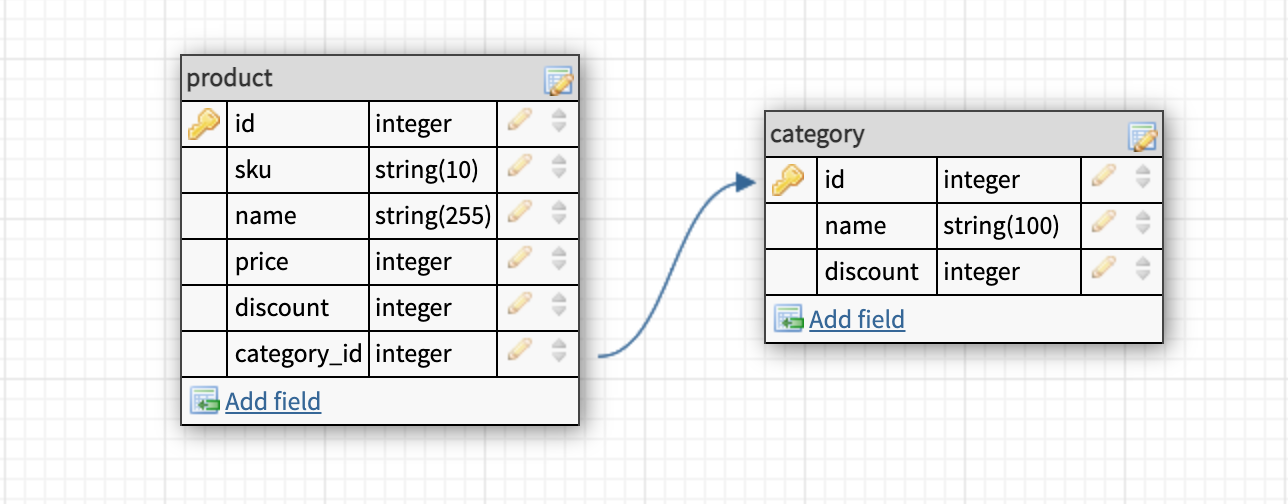 product
id integer
sku string(10)
name string(255)
price integer
discount integer
category_id integer
Add field
category
id integer
name string(100)
discount integer
Add field